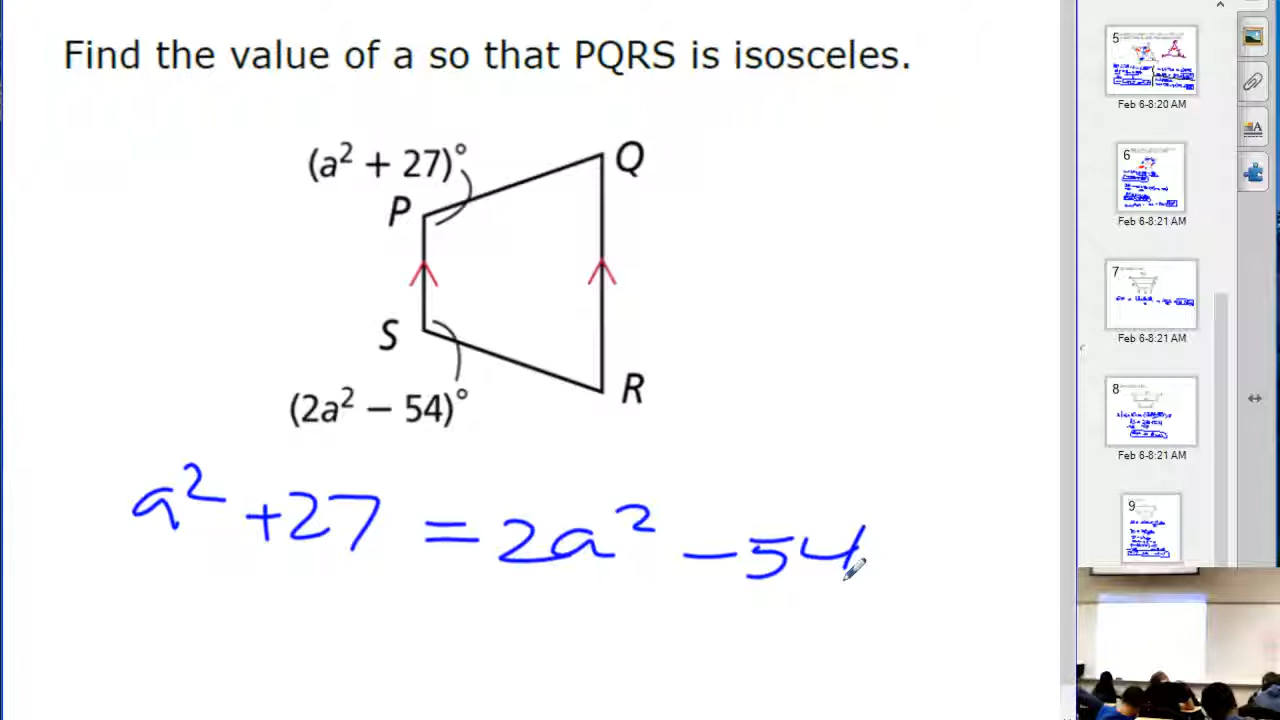 Find the value of a so that PQRS is isosceles.
(a² + 27)°
Q
P
S
R
(2a² − 54)°
a² + 27 = 2a² − 54
5
Feb 6-8:20 AM
6
Feb 6-8:21 AM
7
Feb 6-8:21 AM
8
Feb 6-8:21 AM
9